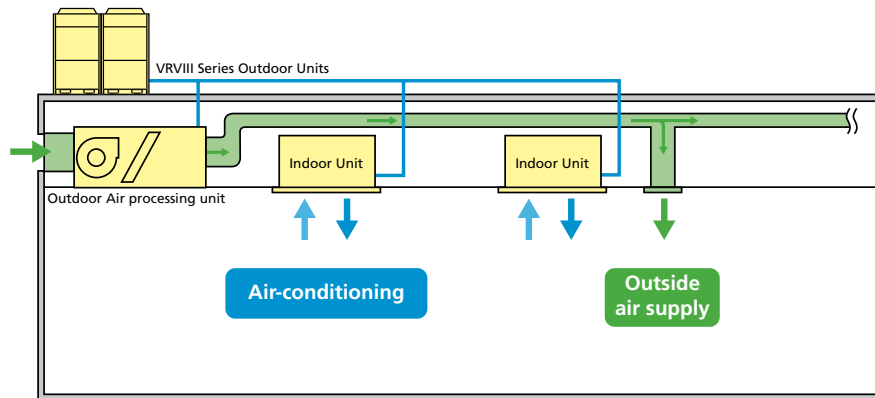 VRVIII Series Outdoor Units
Indoor Unit
Indoor Unit
Outdoor Air processing unit
Air-conditioning
Outside
air supply